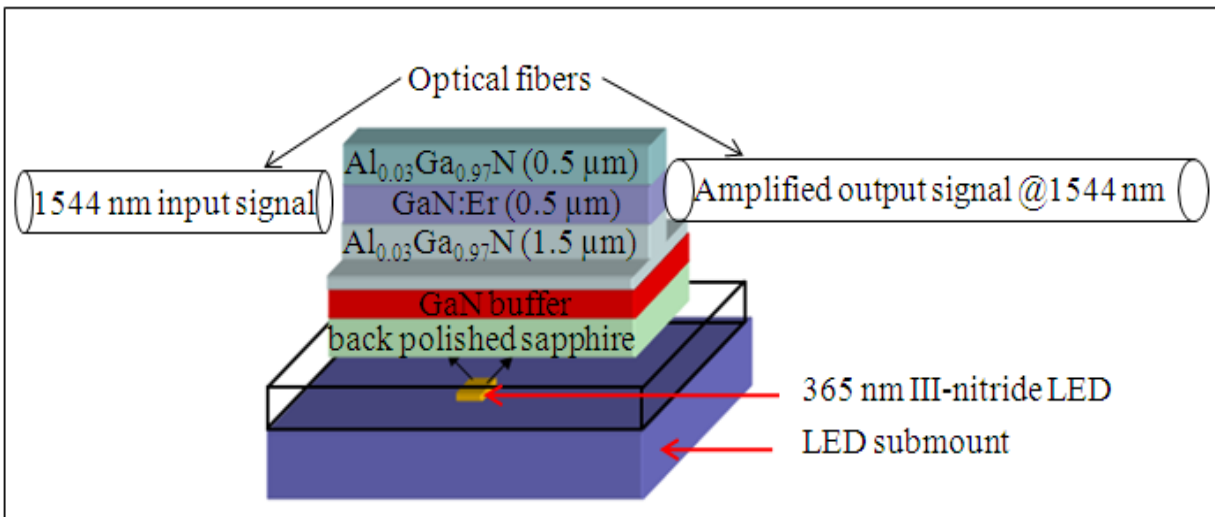 Optical fibers
Al0.03Ga0.97N (0.5 µm)
1544 nm input signal
GaN:Er (0.5 µm)
Amplified output signal @1544 nm
Al0.03Ga0.97N (1.5 µm)
GaN buffer
back polished sapphire
365 nm III-nitride LED
LED submount